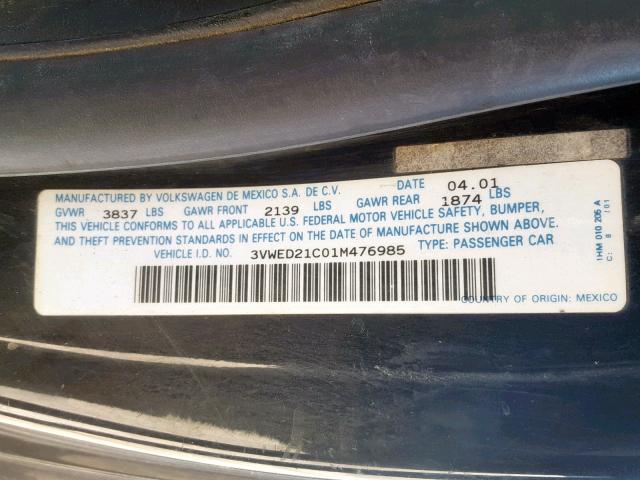 MANUFACTURED BY VOLKSWAGEN DE MEXICO S.A. DE C.V. DATE 04.01
GVWR 3837 LBS GAWR FRONT 2139 LBS GAWR REAR 1874 LBS
THIS VEHICLE CONFORMS TO ALL APPLICABLE U.S. FEDERAL MOTOR VEHICLE SAFETY, BUMPER,
AND THEFT PREVENTION STANDARDS IN EFFECT ON THE DATE OF MANUFACTURE SHOWN ABOVE.
VEHICLE I.D. NO. 3VWED21C01M476985 TYPE: PASSENGER CAR
COUNTRY OF ORIGIN: MEXICO
1HM 010 205 A
C: 8 /01